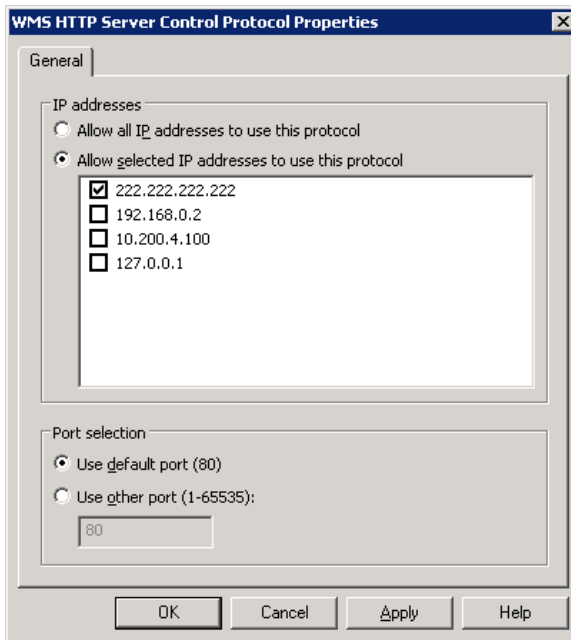 WMS HTTP Server Control Protocol Properties
General
IP addresses
Allow all IP addresses to use this protocol
Allow selected IP addresses to use this protocol
222.222.222.222
192.168.0.2
10.200.4.100
127.0.0.1
Port selection
Use default port (80)
Use other port (1-65535):
80
OK Cancel Apply Help